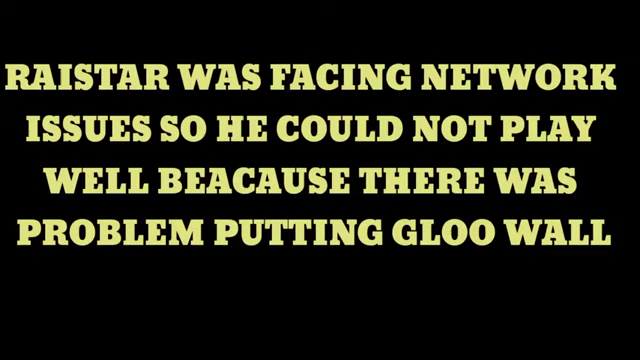 RAISTAR WAS FACING NETWORK
ISSUES SO HE COULD NOT PLAY
WELL BEACAUSE THERE WAS
PROBLEM PUTTING GLOO WALL